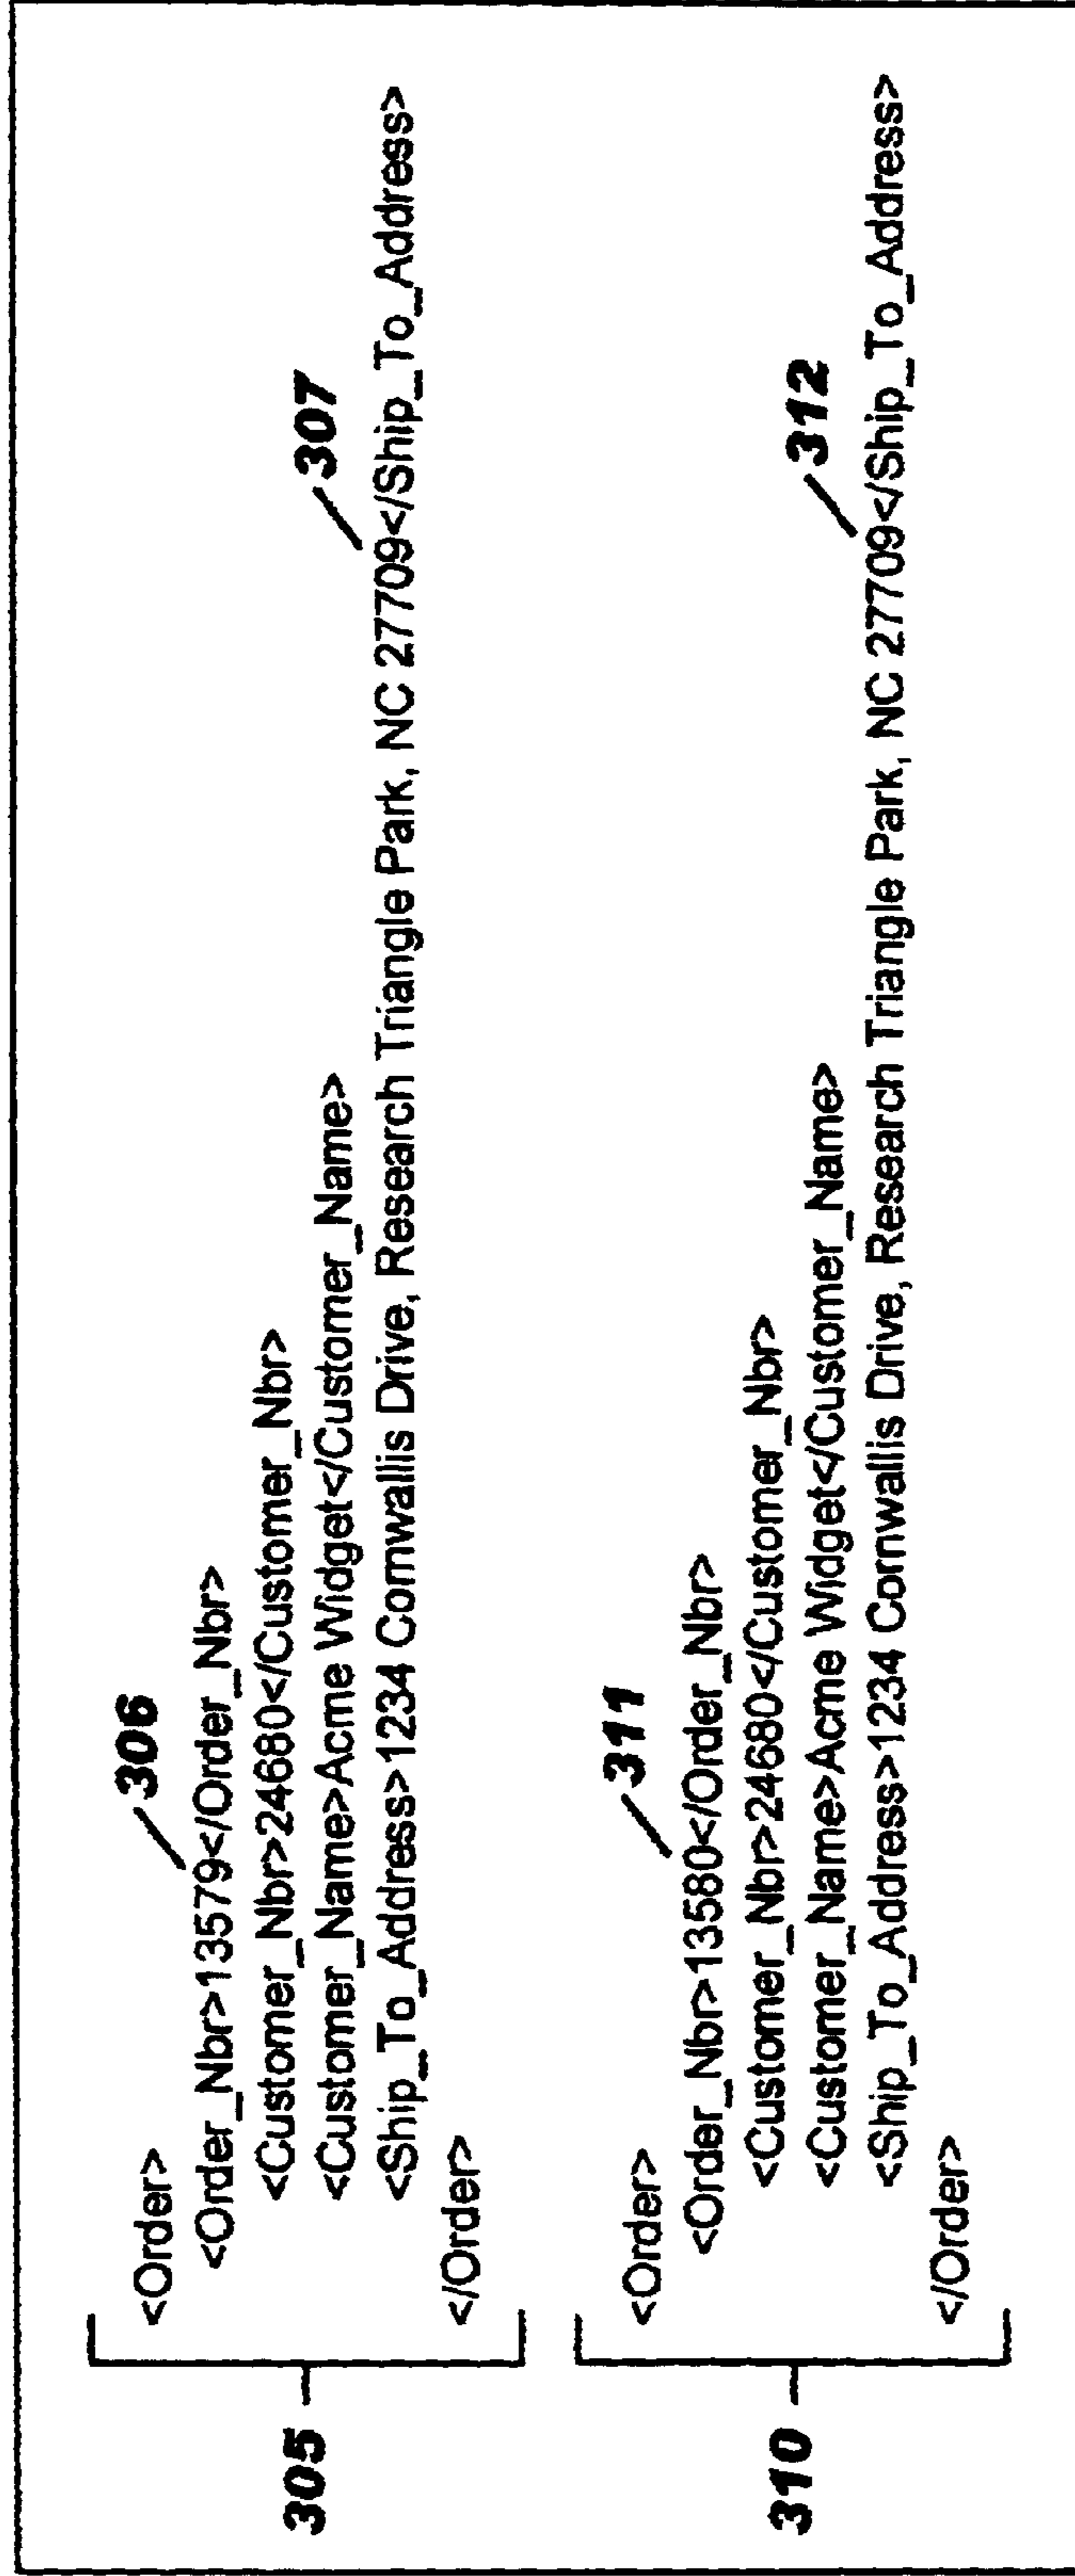 <Order>
306
<Order_Nbr>13579</Order_Nbr>
<Customer_Nbr>24680</Customer_Nbr>
<Customer_Name>Acme Widget</Customer_Name>
307
<Ship_To_Address>1234 Cornwallis Drive, Research Triangle Park, NC 27709</Ship_To_Address>
</Order>
305
<Order>
311
<Order_Nbr>13580</Order_Nbr>
<Customer_Nbr>24680</Customer_Nbr>
<Customer_Name>Acme Widget</Customer_Name>
312
<Ship_To_Address>1234 Cornwallis Drive, Research Triangle Park, NC 27709</Ship_To_Address>
</Order>
310